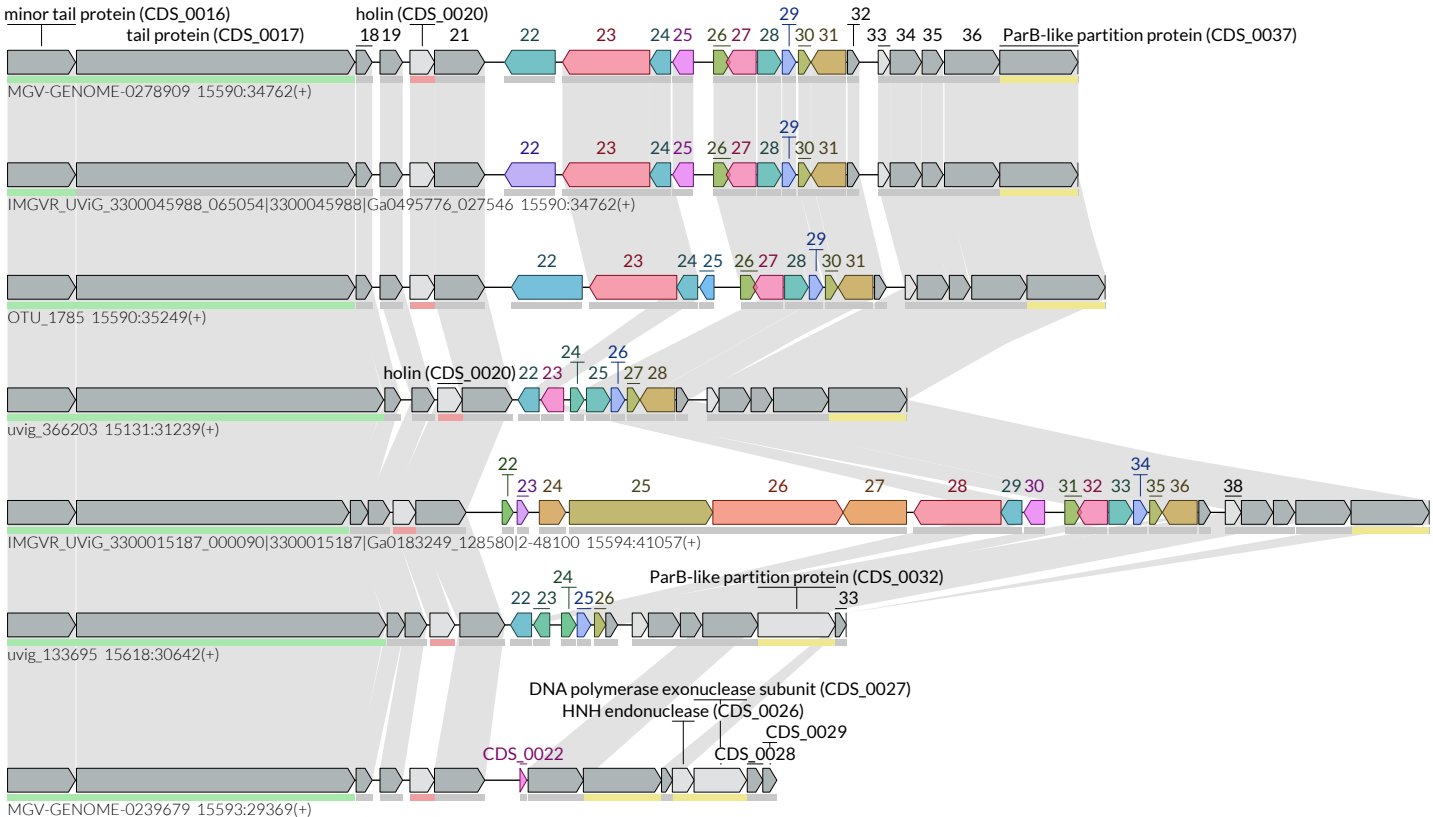 minor tail protein (CDS_0016) holin (CDS_0020) 29 32
tail protein (CDS_0017) 18 19 21 22 23 24 25 26 27 28 30 31 33 34 35 36 ParB-like partition protein (CDS_0037)
MGV-GENOME-0278909 15590:34762(+)
29
22 23 24 25 26 27 28 30 31
IMGVR_UViG_3300045988_065054|3300045988|Ga0495776_027546 15590:34762(+)
29
22 23 24 25 26 27 28 30 31
OTU_1785 15590:35249(+)
24 26
holin (CDS_0020) 22 23 25 27 28
uvig_366203 15131:31239(+)
22 34
23 24 25 26 27 28 29 30 31 32 33 35 36 38
IMGVR_UViG_3300015187_000090|3300015187|Ga0183249_128580|2-48100 15594:41057(+)
24 ParB-like partition protein (CDS_0032)
22 23 25 26 33
uvig_133695 15618:30642(+)
DNA polymerase exonuclease subunit (CDS_0027)
HNH endonuclease (CDS_0026)
CDS_0029
CDS_0022 CDS_0028
MGV-GENOME-0239679 15593:29369(+)